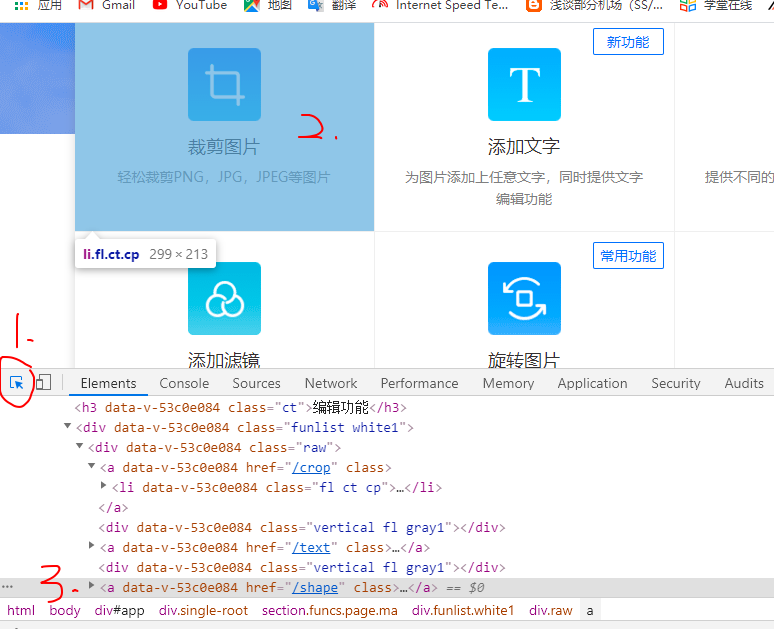 应用 Gmail YouTube 地图 翻译 Internet Speed Te... 浅谈部分机场（SS/... 学堂在线
新功能
T
裁剪图片 添加文字
轻松裁剪PNG，JPG，JPEG等图片 为图片添加上任意文字，同时提供文字 提供不同的
编辑功能
2.
li.fl.ct.cp 299 × 213
常用功能
添加滤镜 旋转图片
1.
Elements Console Sources Network Performance Memory Application Security Audits
<h3 data-v-53c0e084 class="ct">编辑功能</h3>
<div data-v-53c0e084 class="funlist white1">
<div data-v-53c0e084 class="raw">
<a data-v-53c0e084 href="/crop" class>
<li data-v-53c0e084 class="fl ct cp">…</li>
</a>
<div data-v-53c0e084 class="vertical fl gray1"></div>
<a data-v-53c0e084 href="/text" class>…</a>
<div data-v-53c0e084 class="vertical fl gray1"></div>
3.
... <a data-v-53c0e084 href="/shape" class>…</a> == $0
html body div#app div.single-root section.funcs.page.ma div.funlist.white1 div.raw a